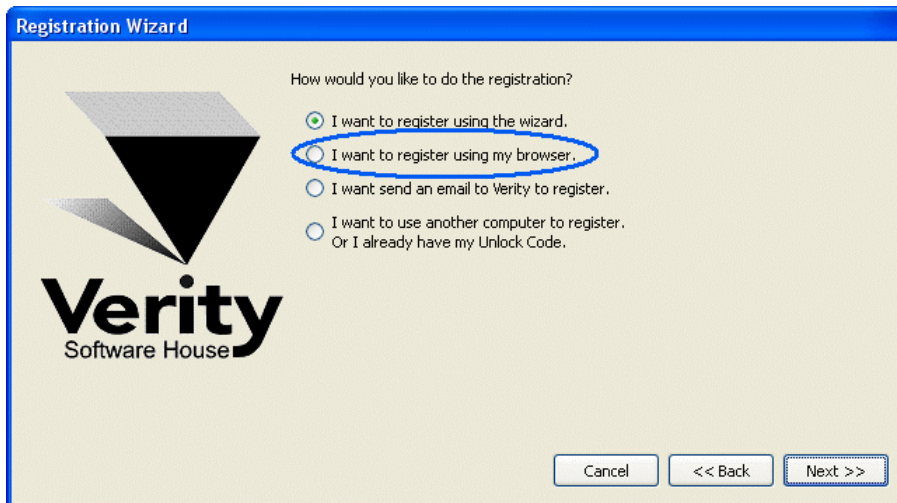 Registration Wizard
How would you like to do the registration?
I want to register using the wizard.
I want to register using my browser.
I want send an email to Verity to register.
I want to use another computer to register.
Or I already have my Unlock Code.
Verity
Software House
Cancel
<< Back
Next >>